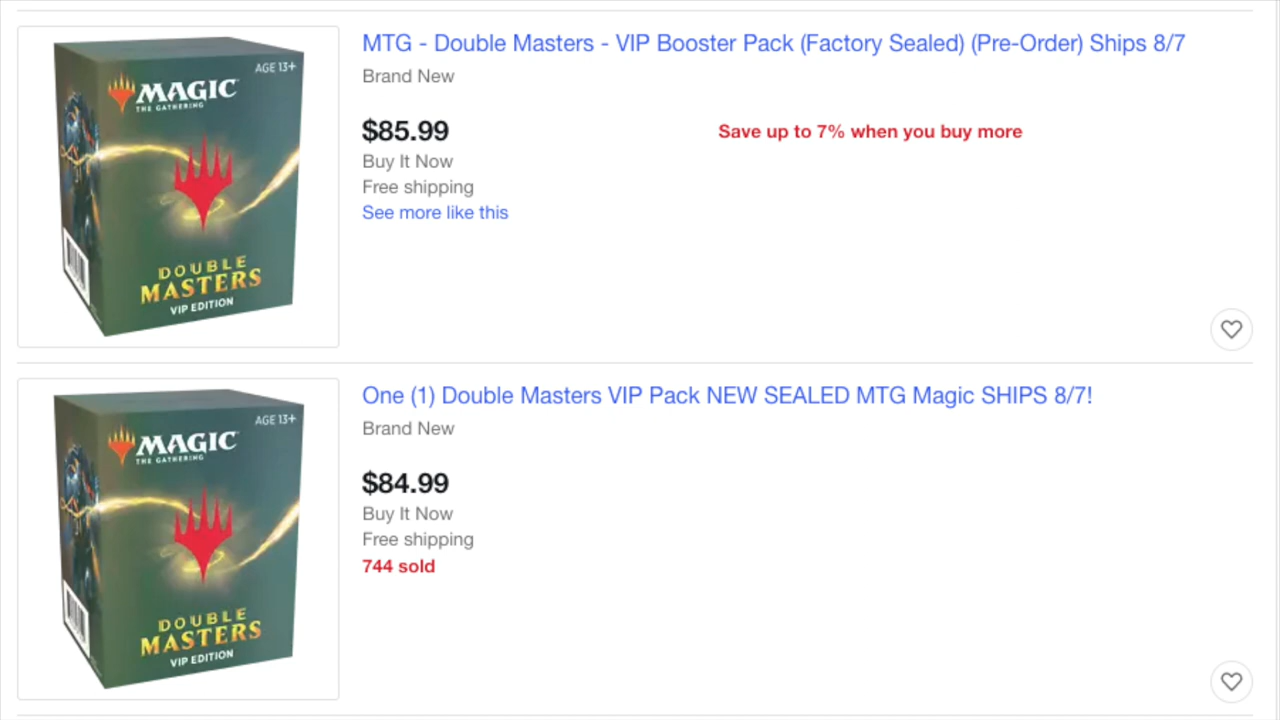 AGE 13+
MAGIC
THE GATHERING
DOUBLE
MASTERS
VIP EDITION
MTG - Double Masters - VIP Booster Pack (Factory Sealed) (Pre-Order) Ships 8/7
Brand New
$85.99
Save up to 7% when you buy more
Buy It Now
Free shipping
See more like this
AGE 13+
MAGIC
THE GATHERING
DOUBLE
MASTERS
VIP EDITION
One (1) Double Masters VIP Pack NEW SEALED MTG Magic SHIPS 8/7!
Brand New
$84.99
Buy It Now
Free shipping
744 sold